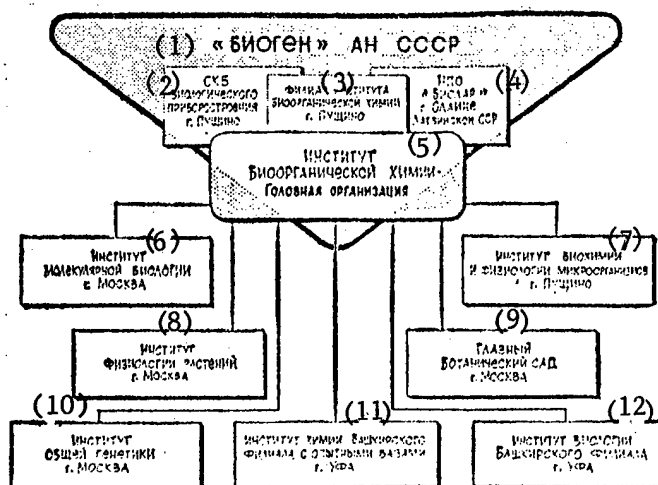 (1) «БИОГЕН» АН СССР
(2) СКБ
БИОЛОГИЧЕСКОГО
ПРИБОРОСТРОЕНИЯ
г. ПУЩИНО
(3)
ФИЛИАЛ ИНСТИТУТА
БИООРГАНИЧЕСКОЙ ХИМИИ
г. ПУЩИНО
(4)
НПО
«БИОЛАР»
г. ОЛАЙНЕ
ЛАТВИЙСКОЙ ССР
(5)
ИНСТИТУТ
БИООРГАНИЧЕСКОЙ ХИМИИ-
ГОЛОВНАЯ ОРГАНИЗАЦИЯ
(6)
ИНСТИТУТ
МОЛЕКУЛЯРНОЙ БИОЛОГИИ
г. МОСКВА
(7)
ИНСТИТУТ БИОХИМИИ
И ФИЗИОЛОГИИ МИКРООРГАНИЗМОВ
г. ПУЩИНО
(8)
ИНСТИТУТ
ФИЗИОЛОГИИ РАСТЕНИЙ
г. МОСКВА
(9)
ГЛАВНЫЙ
БОТАНИЧЕСКИЙ САД
г. МОСКВА
(10)
ИНСТИТУТ
ОБЩЕЙ ГЕНЕТИКИ
г. МОСКВА
(11)
ИНСТИТУТ ХИМИИ БАШКИРСКОГО
ФИЛИАЛА С ОПЫТНЫМИ БАЗАМИ
г. УФА
(12)
ИНСТИТУТ БИОЛОГИИ
БАШКИРСКОГО ФИЛИАЛА
г. УФА